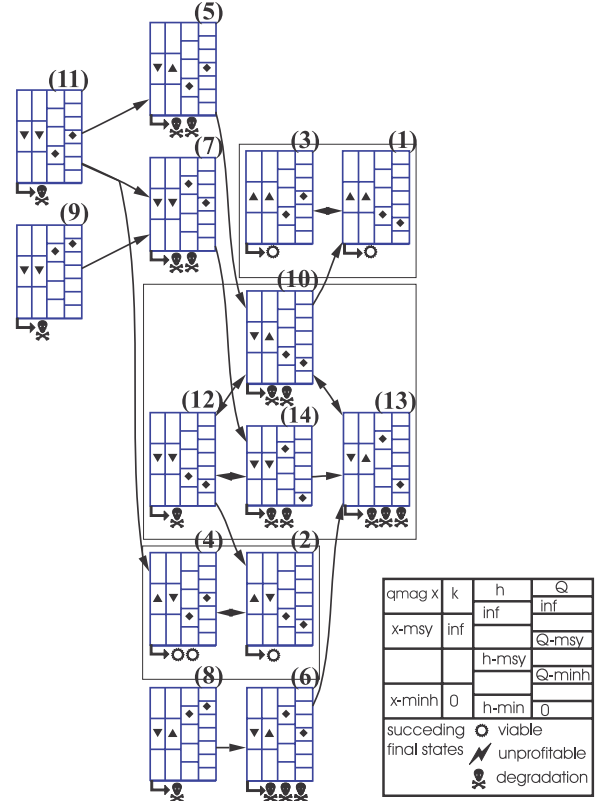 (5)
(11)
(7)
(3)
(1)
(9)
(10)
(12)
(14)
(13)
(4)
(2)
(8)
(6)
qmag x k h Q
inf inf
x-msy inf
Q-msy
h-msy
Q-minh
x-minh 0
h-min 0
succeding viable
final states unprofitable
degradation